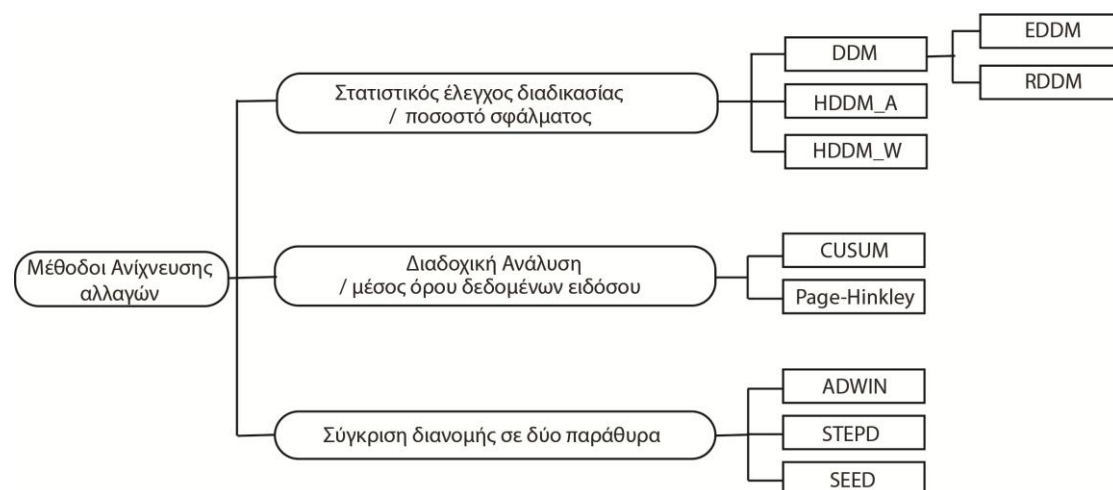 Μέθοδοι Ανίχνευσης
αλλαγών
Στατιστικός έλεγχος διαδικασίας
/ ποσοστό σφάλματος
DDM
EDDM
RDDM
HDDM_A
HDDM_W
Διαδοχική Ανάλυση
/ μέσος όρου δεδομένων ειδόσου
CUSUM
Page-Hinkley
Σύγκριση διανομής σε δύο παράθυρα
ADWIN
STEPD
SEED